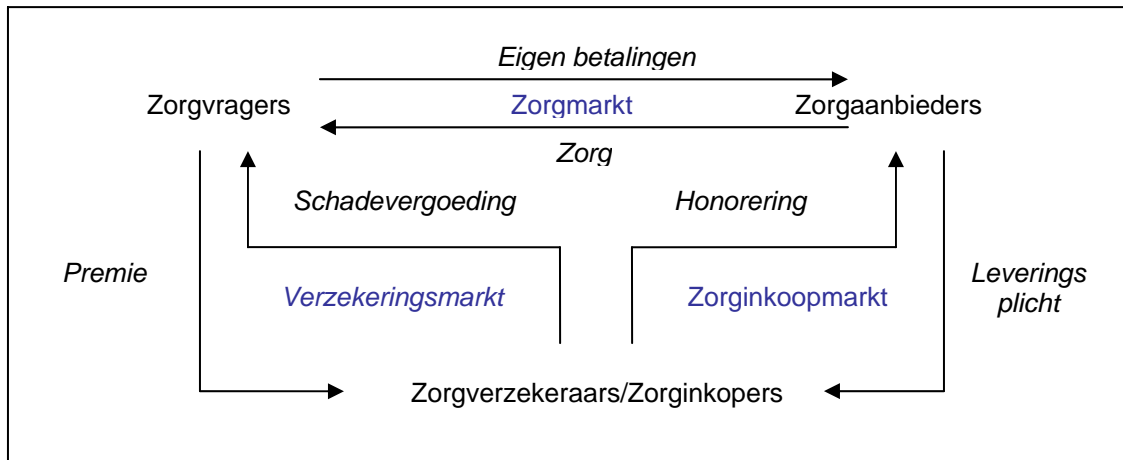 Eigen betalingen
Zorgvragers
Zorgmarkt
Zorgaanbieders
Zorg
Schadevergoeding
Honorering
Premie
Verzekeringsmarkt
Zorginkoopmarkt
Leverings
plicht
Zorgverzekeraars/Zorginkopers